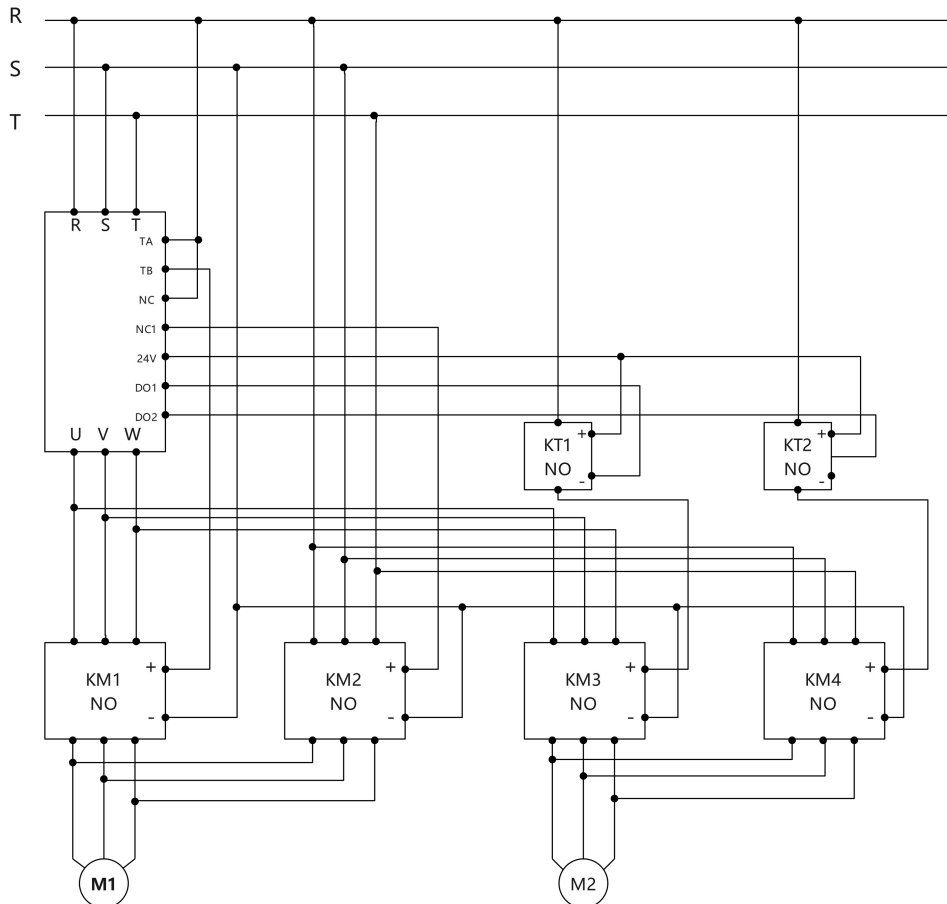 R
S
T
R S T
TA
TB
NC
NC1
24V
DO1
DO2
U V W
KT1
NO
+
-
KT2
NO
+
-
KM1
NO
+
-
KM2
NO
+
-
KM3
NO
+
-
KM4
NO
+
-
M1
M2